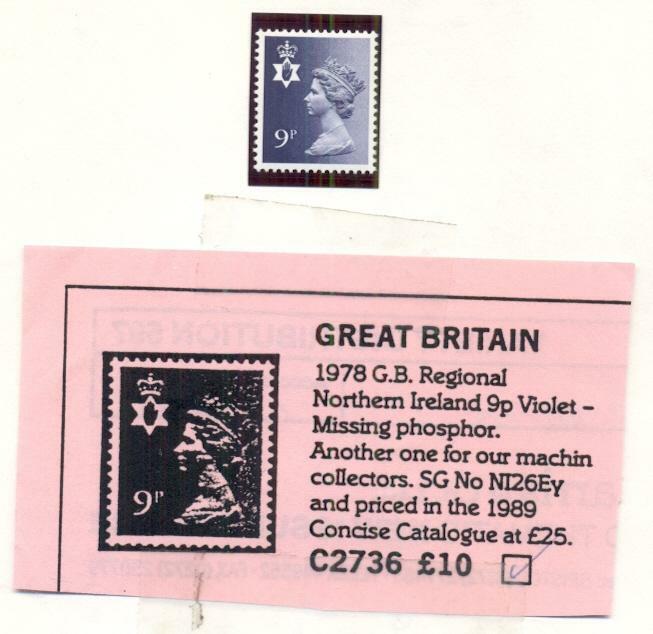 9P
GREAT BRITAIN
1978 G.B. Regional
Northern Ireland 9p Violet –
Missing phosphor.
Another one for our machin
collectors. SG No NI26Ey
and priced in the 1989
Concise Catalogue at £25.
C2736 £10
9P